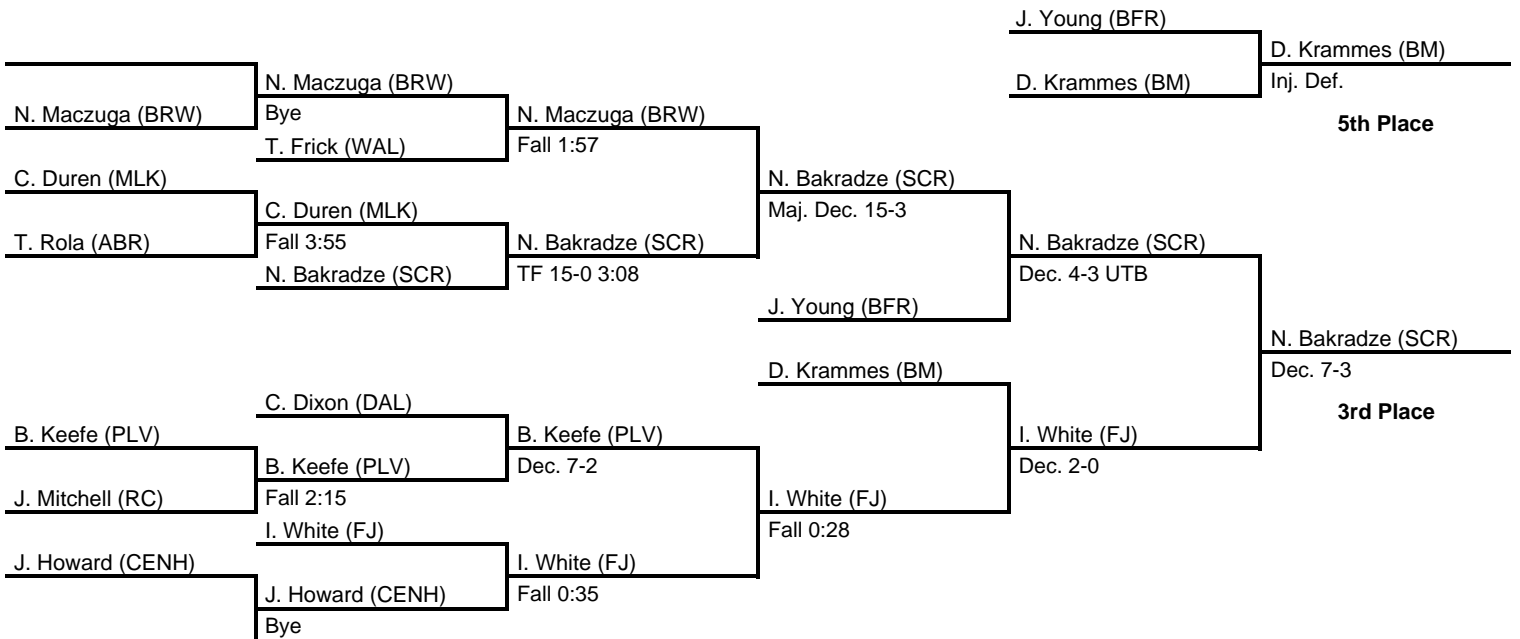 J. Young (BFR)
D. Krammes (BM)
N. Maczuga (BRW)
D. Krammes (BM)
Inj. Def.
N. Maczuga (BRW)
Bye
N. Maczuga (BRW)
5th Place
T. Frick (WAL)
Fall 1:57
C. Duren (MLK)
N. Bakradze (SCR)
C. Duren (MLK)
Maj. Dec. 15-3
T. Rola (ABR)
Fall 3:55
N. Bakradze (SCR)
N. Bakradze (SCR)
N. Bakradze (SCR)
TF 15-0 3:08
Dec. 4-3 UTB
J. Young (BFR)
N. Bakradze (SCR)
D. Krammes (BM)
Dec. 7-3
C. Dixon (DAL)
3rd Place
B. Keefe (PLV)
B. Keefe (PLV)
I. White (FJ)
B. Keefe (PLV)
Dec. 7-2
Dec. 2-0
J. Mitchell (RC)
Fall 2:15
I. White (FJ)
I. White (FJ)
Fall 0:28
J. Howard (CENH)
I. White (FJ)
J. Howard (CENH)
Fall 0:35
Bye